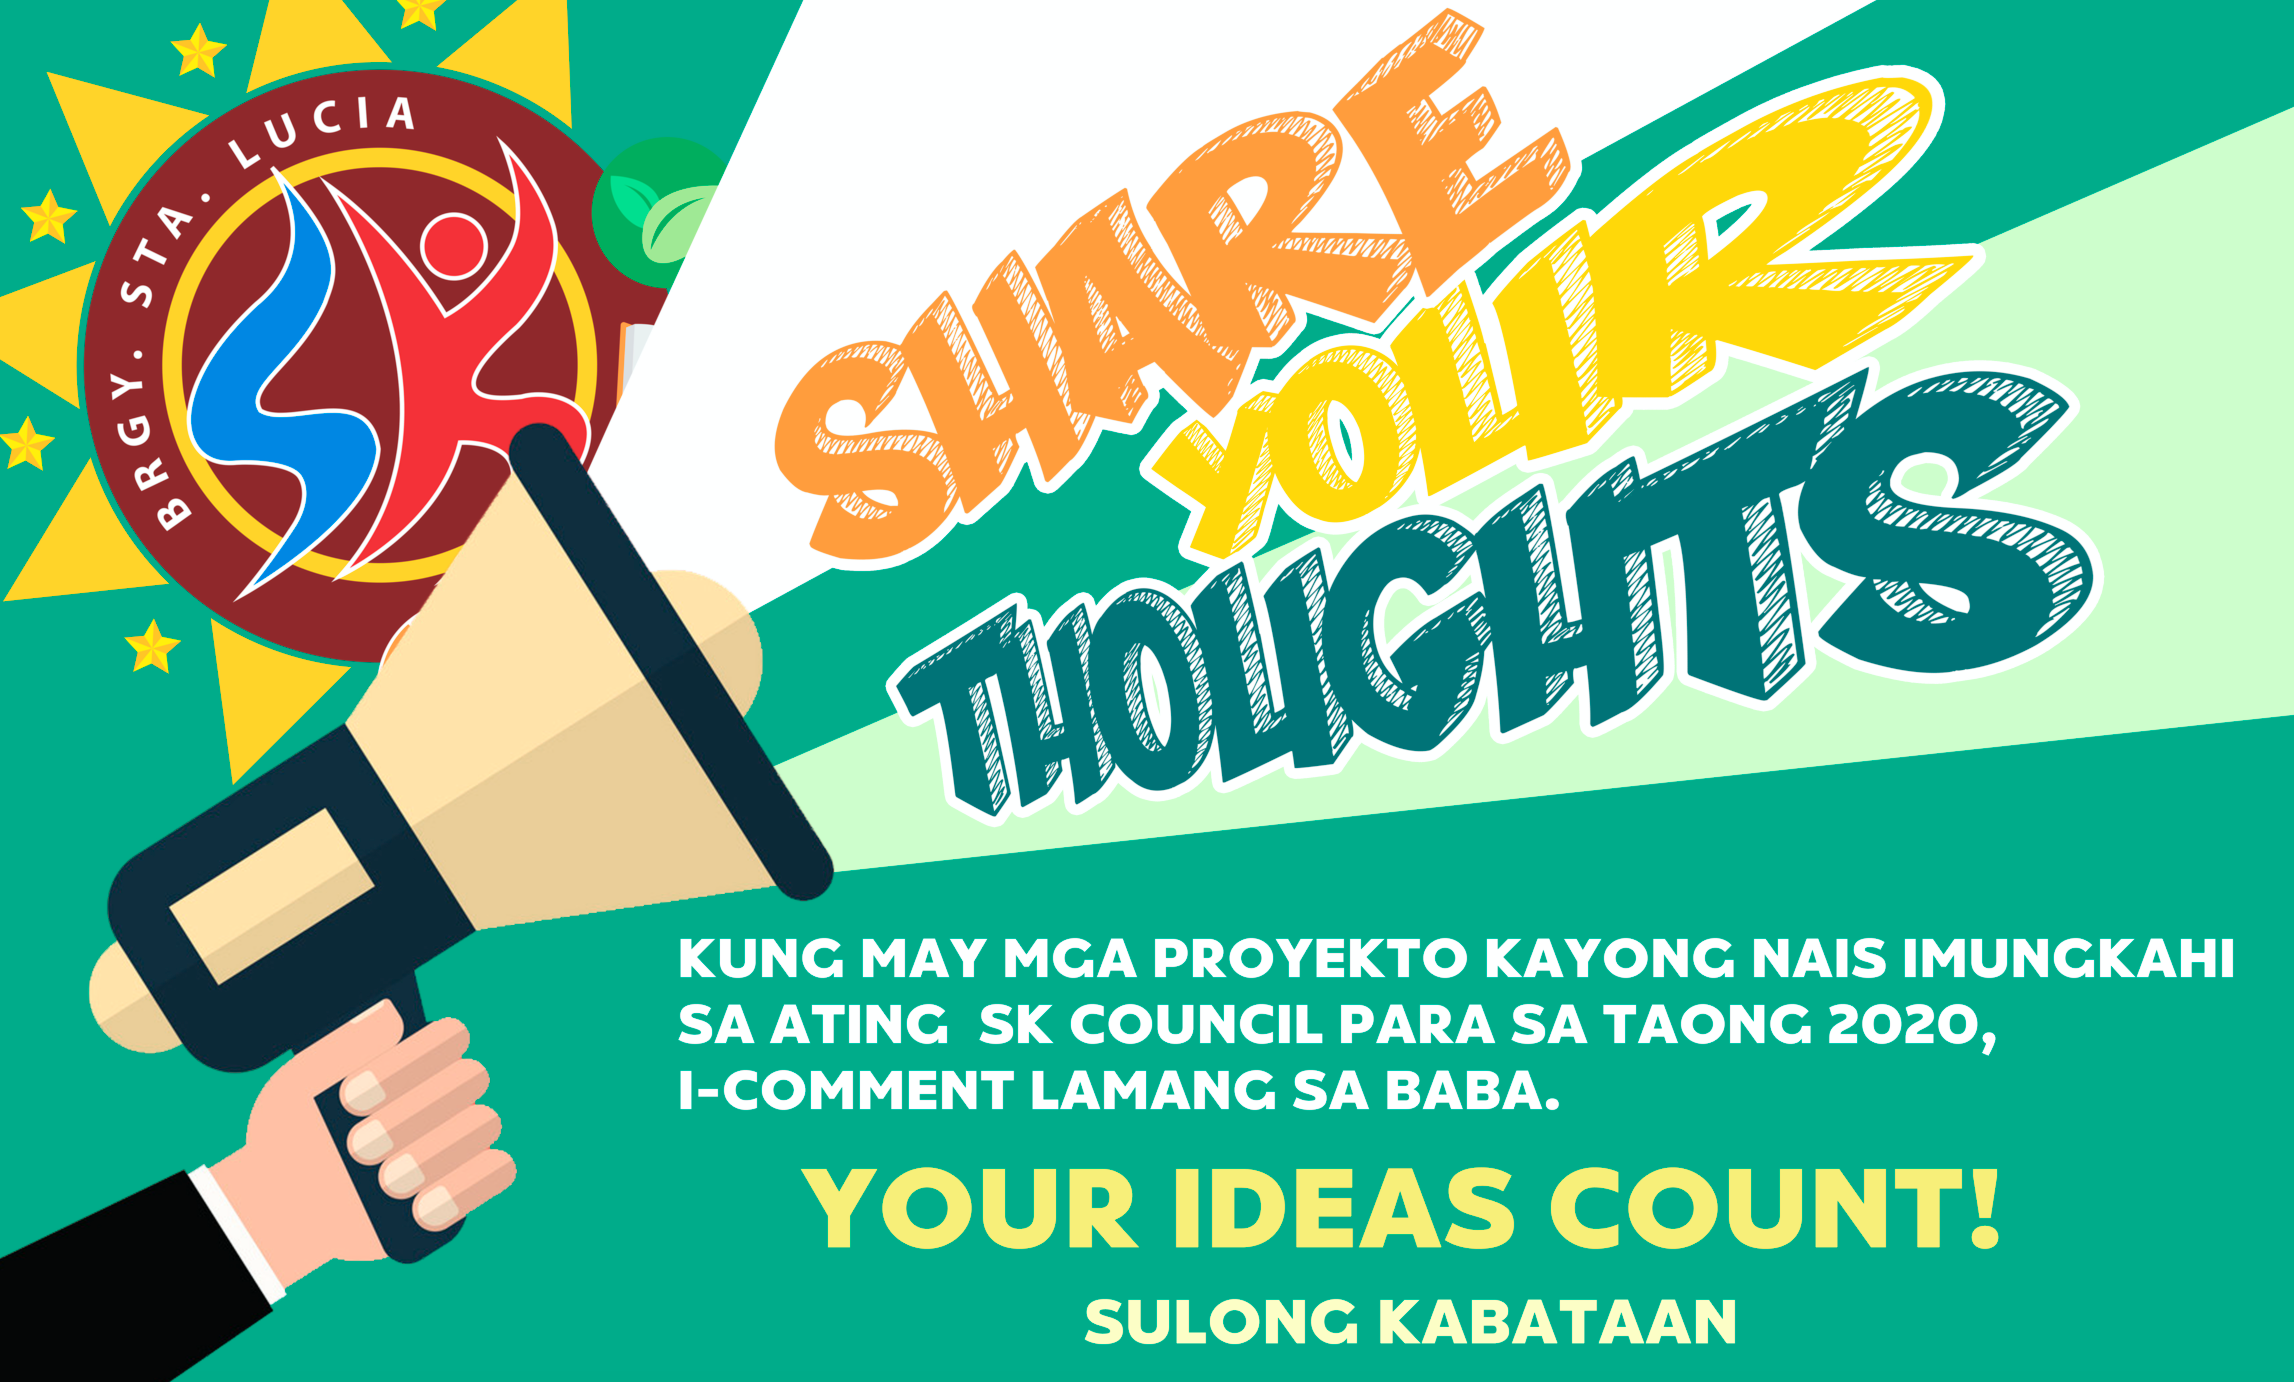 BRGY. STA. LUCIA
SK
SHARE
YOUR
THOUGHTS
KUNG MAY MGA PROYEKTO KAYONG NAIS IMUNGKAHI
SA ATING SK COUNCIL PARA SA TAONG 2020,
I-COMMENT LAMANG SA BABA.
YOUR IDEAS COUNT!
SULONG KABATAAN